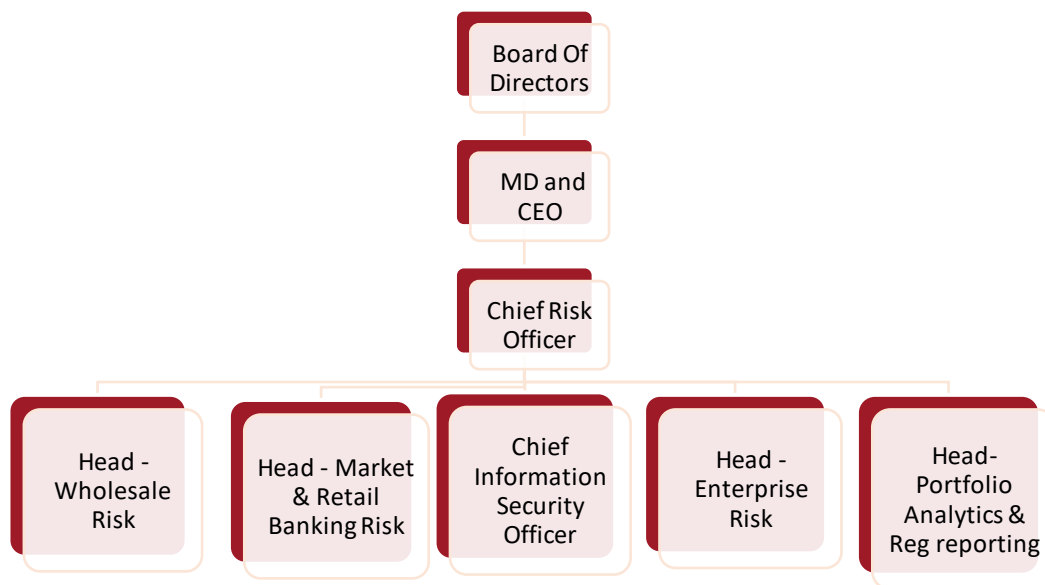 Board Of
Directors
MD and
CEO
Chief Risk
Officer
Head -
Wholesale
Risk
Head - Market
& Retail
Banking Risk
Chief
Information
Security
Officer
Head -
Enterprise
Risk
Head-
Portfolio
Analytics &
Reg reporting